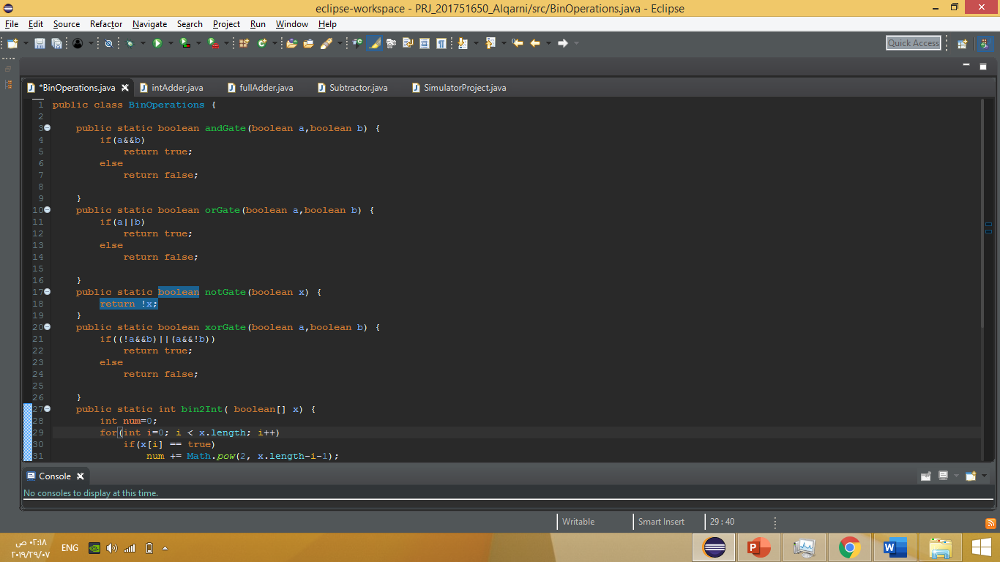 eclipse-workspace - PRJ_201751650_Alqarni/src/BinOperations.java - Eclipse
File Edit Source Refactor Navigate Search Project Run Window Help
Quick Access
*BinOperations.java intAdder.java fullAdder.java Subtractor.java SimulatorProject.java
1 public class BinOperations {
2
3 public static boolean andGate(boolean a,boolean b) {
4 if(a&&b)
5 return true;
6 else
7 return false;
8
9 }
10 public static boolean orGate(boolean a,boolean b) {
11 if(a||b)
12 return true;
13 else
14 return false;
15
16 }
17 public static boolean notGate(boolean x) {
18 return !x;
19 }
20 public static boolean xorGate(boolean a,boolean b) {
21 if((!a&&b)||(a&&!b))
22 return true;
23 else
24 return false;
25
26 }
27 public static int bin2Int( boolean[] x) {
28 int num=0;
29 for(int i=0; i < x.length; i++)
30 if(x[i] == true)
31 num += Math.pow(2, x.length-i-1);
Console
No consoles to display at this time.
Writable Smart Insert 29 : 40
٠٢:١٨ ص
ENG
٢٠١٩/٢٩/٠٧